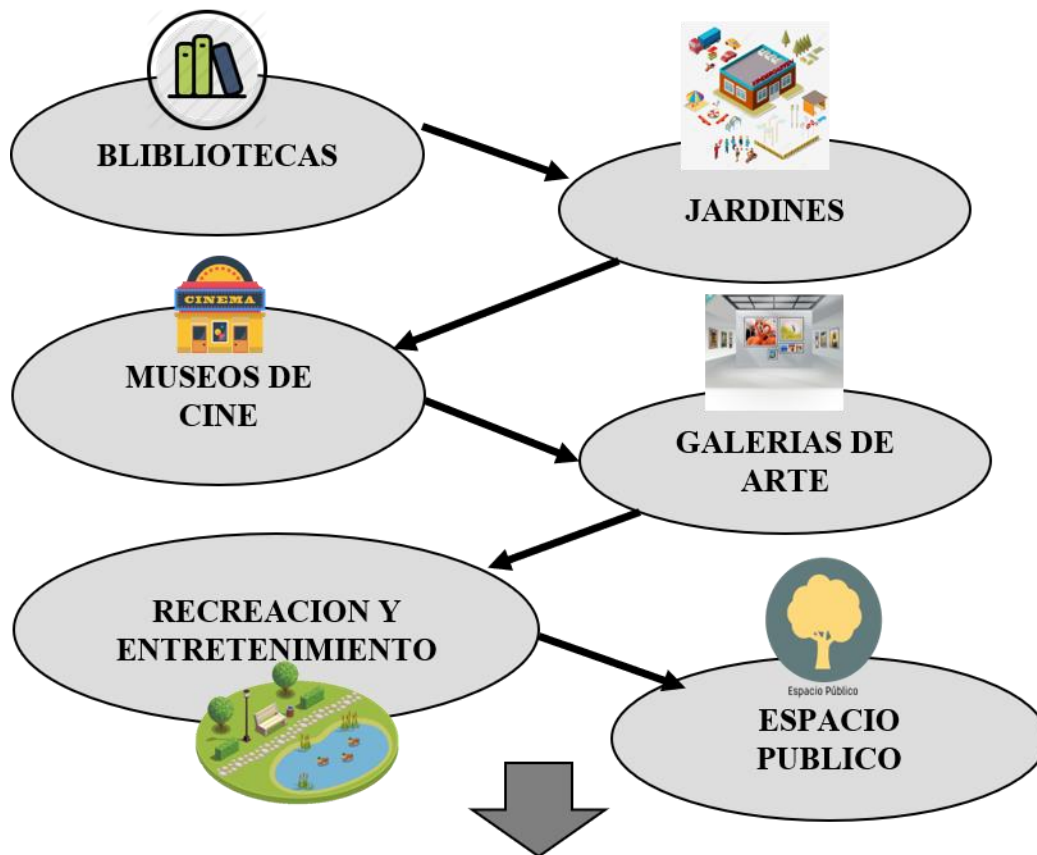 BLIBLIOTECAS
JARDINES
CINEMA
MUSEOS DE
CINE
GALERIAS DE
ARTE
RECREACION Y
ENTRETENIMIENTO
Espacio Público
ESPACIO
PUBLICO